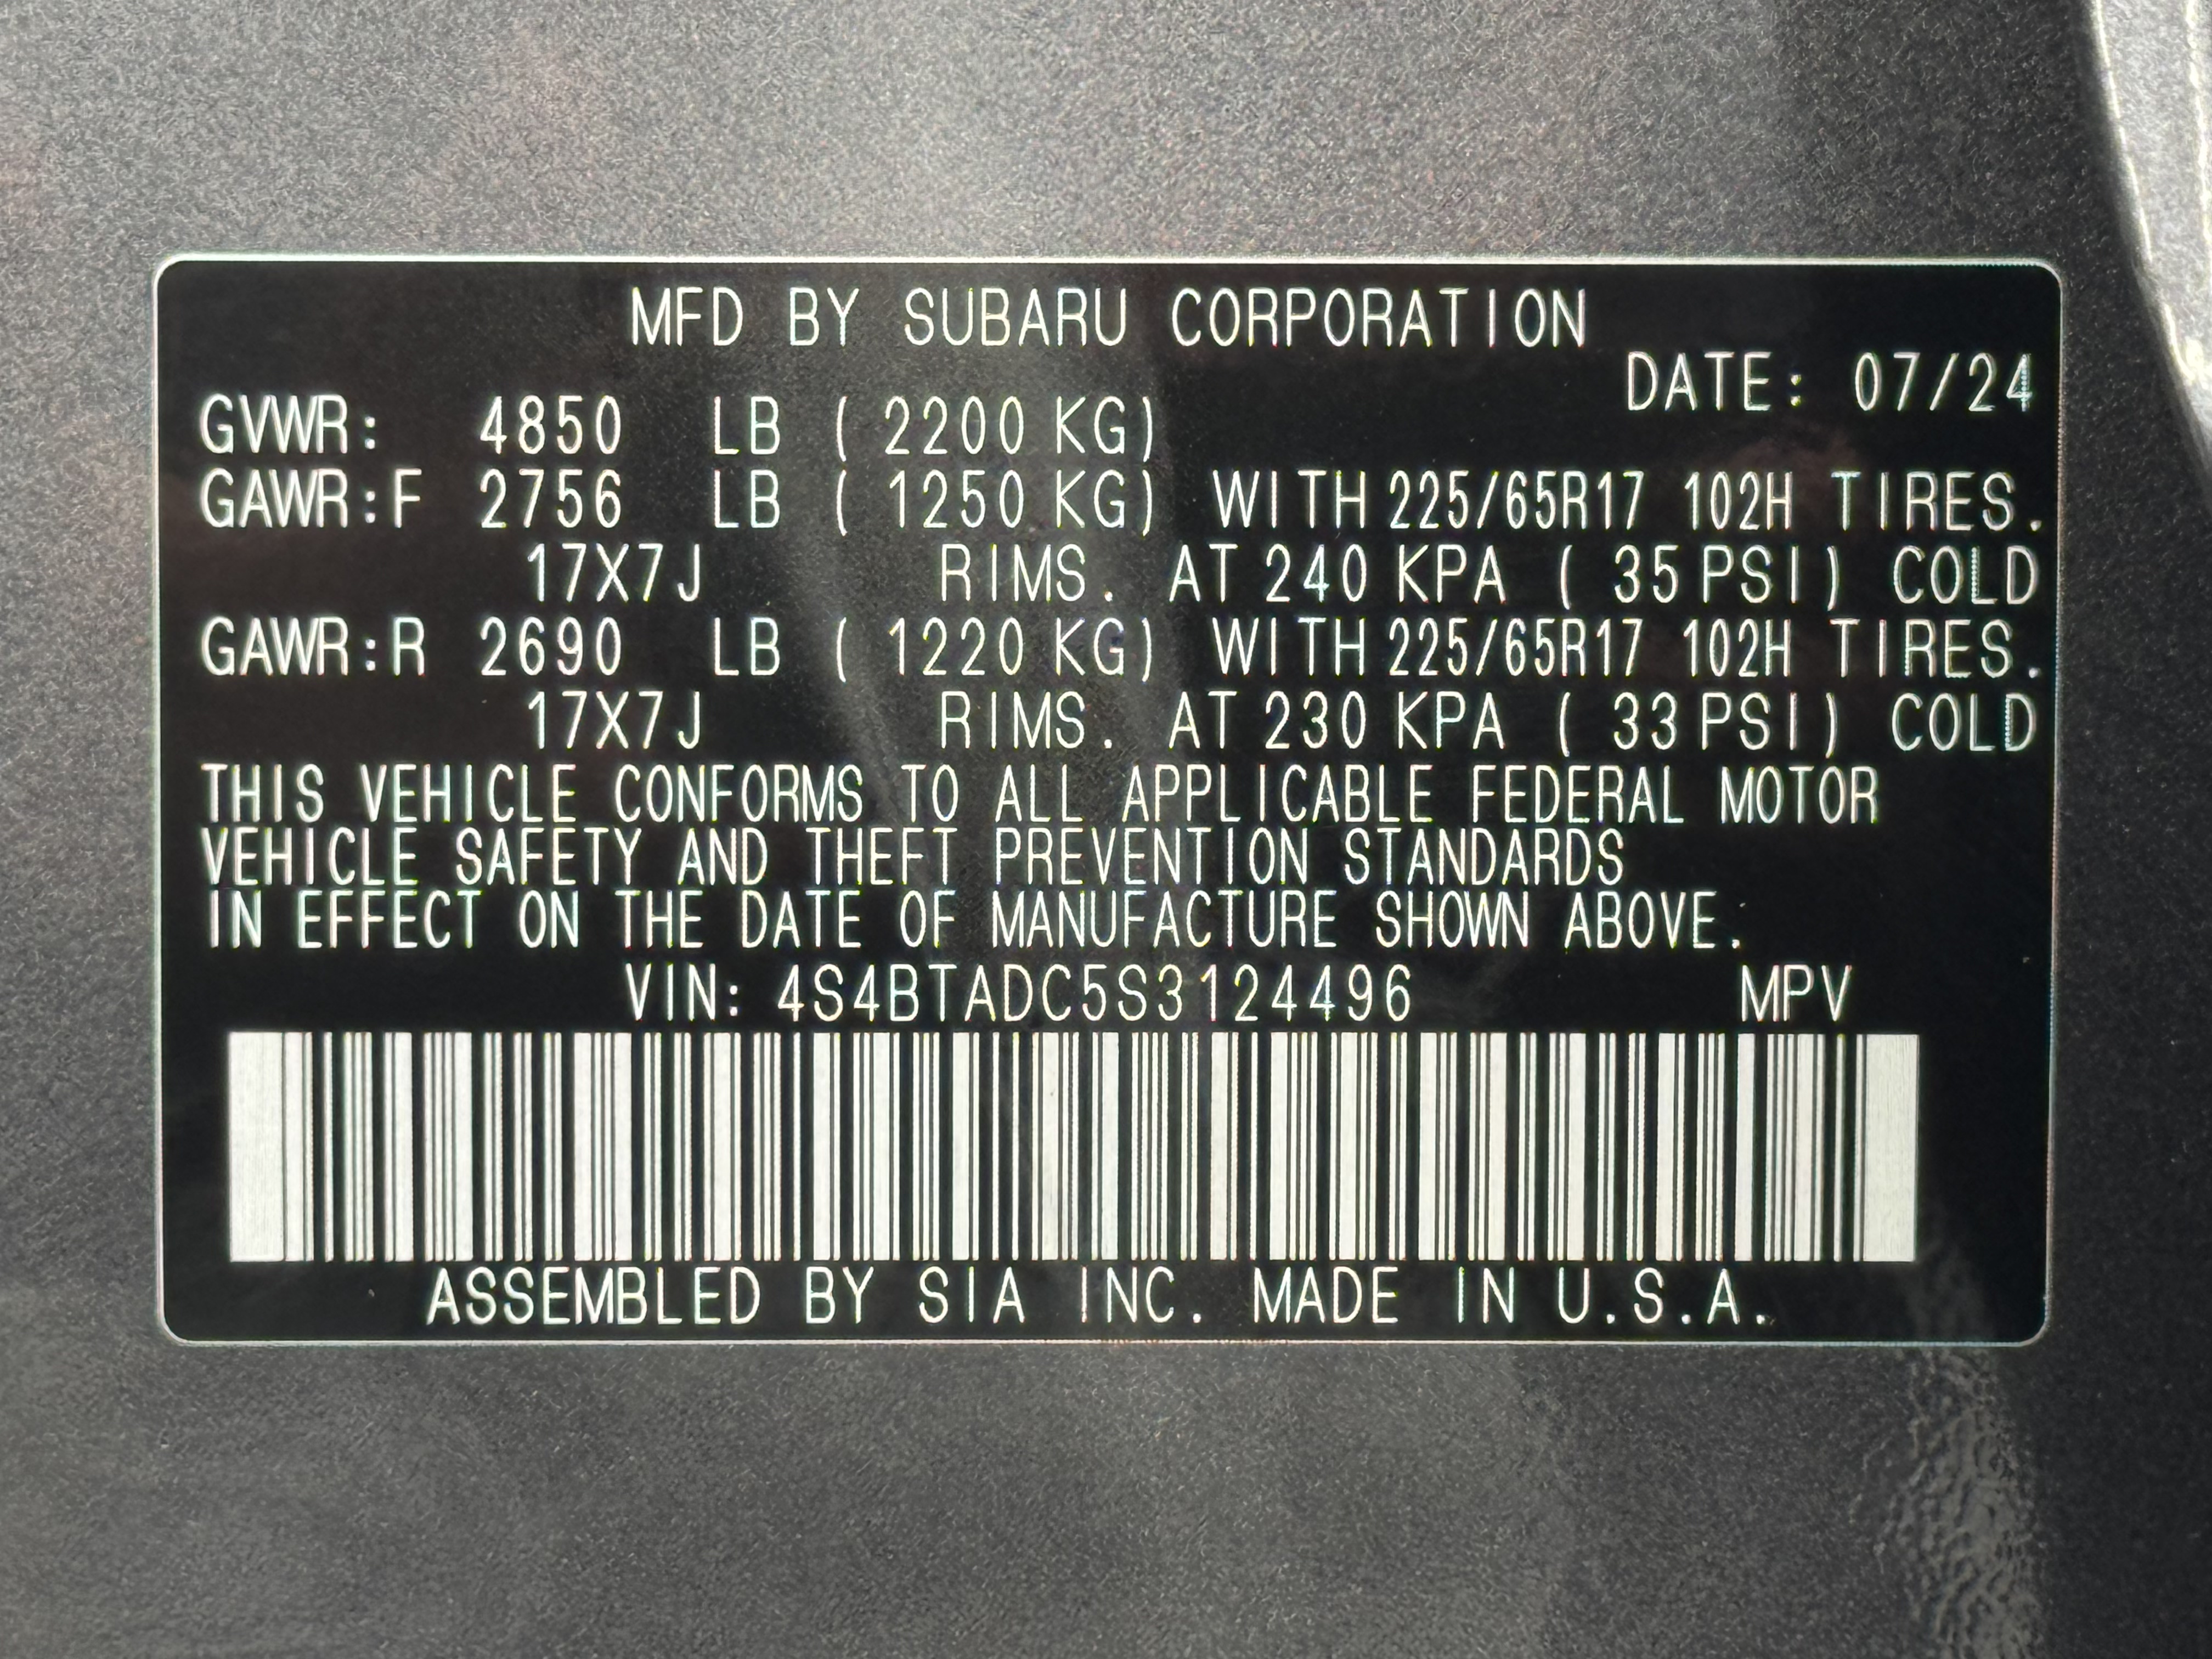 MFD BY SUBARU CORPORATION
DATE: 07/24
GVWR: 4850 LB ( 2200 KG)
GAWR:F 2756 LB ( 1250 KG) WITH 225/65R17 102H TIRES.
17X7J RIMS. AT 240 KPA ( 35 PSI) COLD
GAWR:R 2690 LB ( 1220 KG) WITH 225/65R17 102H TIRES.
17X7J RIMS. AT 230 KPA ( 33 PSI) COLD
THIS VEHICLE CONFORMS TO ALL APPLICABLE FEDERAL MOTOR
VEHICLE SAFETY AND THEFT PREVENTION STANDARDS
IN EFFECT ON THE DATE OF MANUFACTURE SHOWN ABOVE.
VIN: 4S4BTADC5S3124496 MPV
ASSEMBLED BY SIA INC. MADE IN U.S.A.